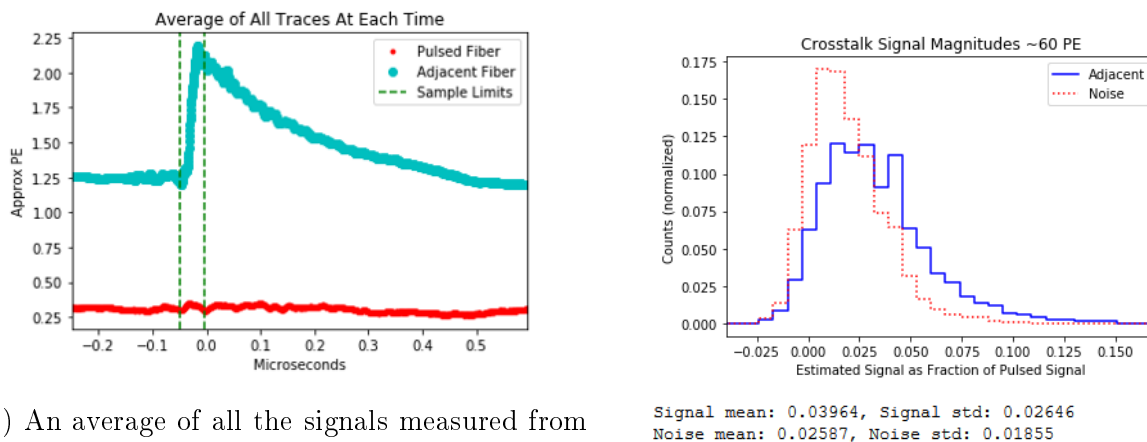 Average of All Traces At Each Time
2.25
2.00
1.75
1.50
1.25
1.00
0.75
0.50
0.25
Approx PE
Pulsed Fiber
Adjacent Fiber
Sample Limits
−0.2 −0.1 0.0 0.1 0.2 0.3 0.4 0.5
Microseconds
) An average of all the signals measured from
Crosstalk Signal Magnitudes ~60 PE
0.175
0.150
0.125
0.100
0.075
0.050
0.025
0.000
Counts (normalized)
Adjacent
Noise
−0.025 0.000 0.025 0.050 0.075 0.100 0.125 0.150
Estimated Signal as Fraction of Pulsed Signal
Signal mean: 0.03964, Signal std: 0.02646
Noise mean: 0.02587, Noise std: 0.01855